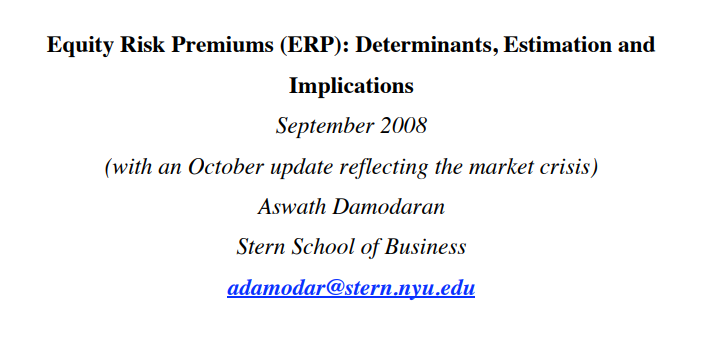 Equity Risk Premiums (ERP): Determinants, Estimation and
Implications
September 2008
(with an October update reflecting the market crisis)
Aswath Damodaran
Stern School of Business
adamodar@stern.nyu.edu